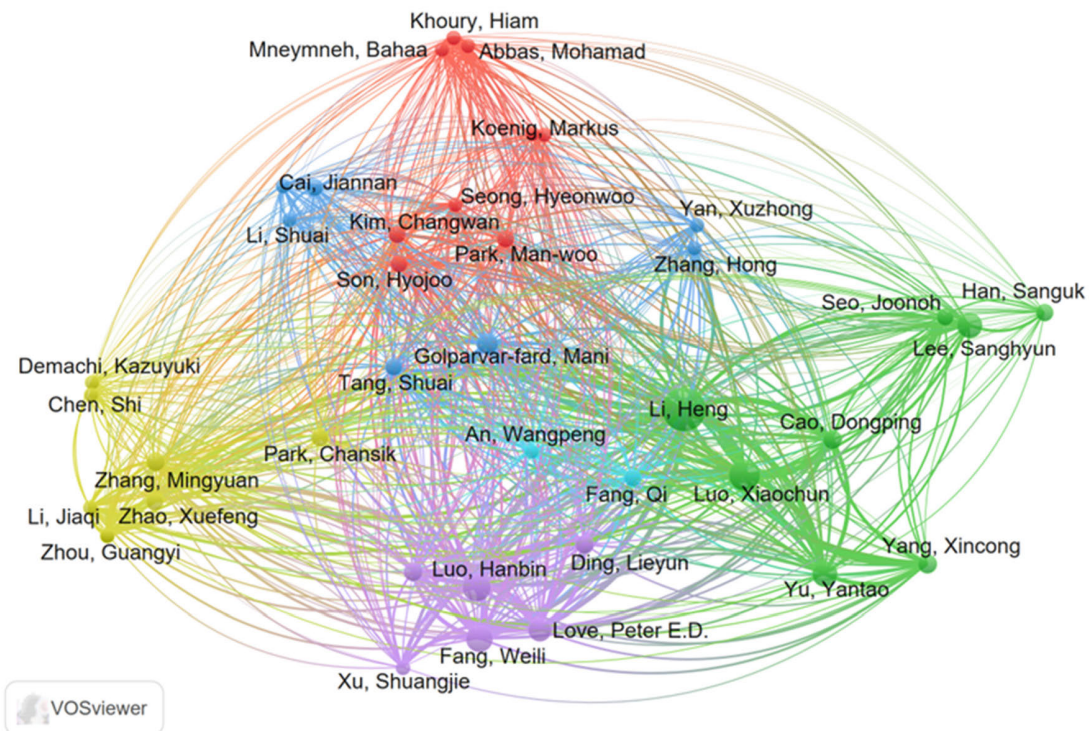 Khoury, Hiam
Mneymneh, Bahaa
Abbas, Mohamad
Koenig, Markus
Cai, Jiannan
Seong, Hyeonwoo
Li, Shuai
Kim, Changwan
Yan, Xuzhong
Park, Man-woo
Zhang, Hong
Son, Hyojoo
Han, Sanguk
Seo, Joonoh
Lee, Sanghyun
Golparvar-fard, Mani
Demachi, Kazuyuki
Tang, Shuai
Chen, Shi
Li, Heng
Cao, Dongping
An, Wangpeng
Park, Chansik
Zhang, Mingyuan
Fang, Qi
Luo, Xiaochun
Li, Jiaqi
Zhao, Xuefeng
Zhou, Guangyi
Yang, Xincong
Ding, Lieyun
Luo, Hanbin
Yu, Yantao
Love, Peter E.D.
Fang, Weili
Xu, Shuangjie
VOSviewer